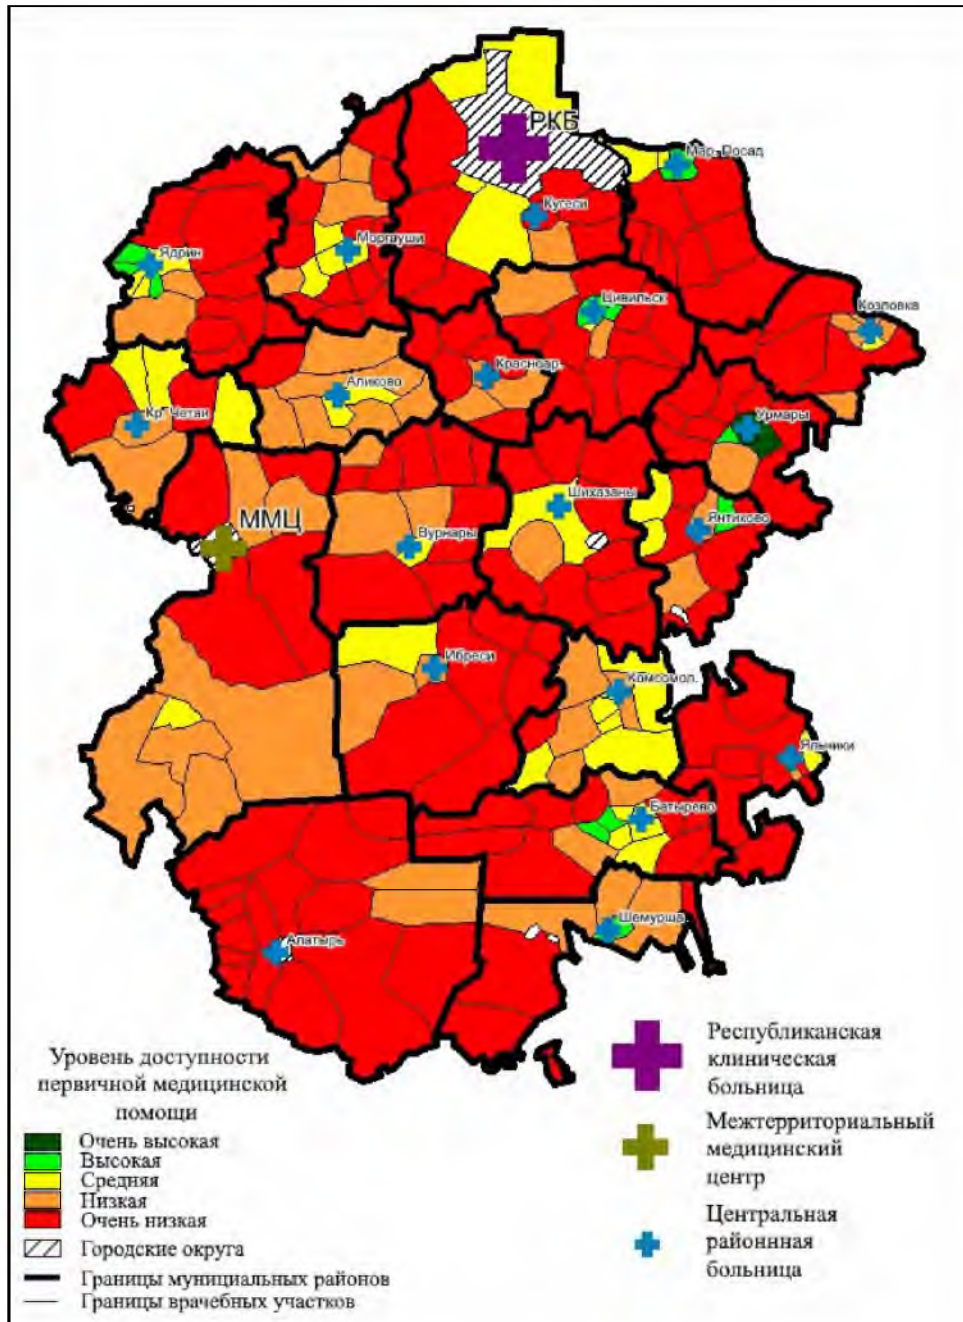 РКБ
Мар. Посад
Кугеси
Моргауши
Ядрин
Цивильск
Козловка
Красноар.
Аликово
Кр. Четаи
Урмары
Шихазаны
ММЦ
Янтиково
Вурнары
Ибреси
Комсомол.
Яльчики
Батырево
Шемурша
Алатырь
Уровень доступности
первичной медицинской
помощи
Очень высокая
Высокая
Средняя
Низкая
Очень низкая
Городские округа
Границы муниципальных районов
Границы врачебных участков
Республиканская
клиническая
больница
Межтерриториальный
медицинский
центр
Центральная
районнная
больница